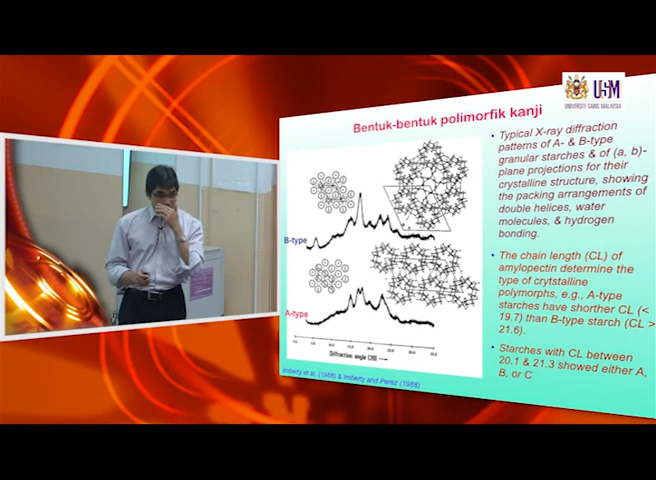 USM
UNIVERSITI SAINS MALAYSIA
Bentuk-bentuk polimorfik kanji
• Typical X-ray diffraction
patterns of A- & B-type
granular starches & of (a, b)-
plane projections for their
crystalline structure, showing
the packing arrangements of
double helices, water
molecules, & hydrogen
bonding.
• The chain length (CL) of
amylopectin determine the
type of crytstalline
polymorphs, e.g., A-type
starches have shorther CL (<
19.7) than B-type starch (CL >
21.6).
• Starches with CL between
20.1 & 21.3 showed either A,
B, or C
B-type
A-type
Diffraction angle (2θ)
Imberty et al. (1988) & Imberty and Perez (1988)